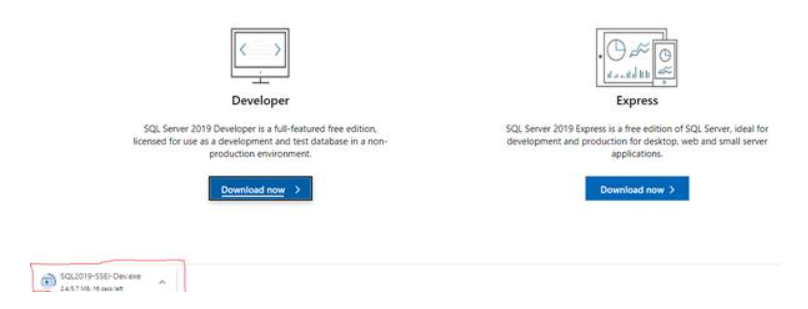 Developer
SQL Server 2019 Developer is a full-featured free edition,
licensed for use as a development and test database in a non-
production environment.
Download now >
Express
SQL Server 2019 Express is a free edition of SQL Server, ideal for
development and production for desktop, web and small server
applications.
Download now >
SQL2019-SSEI-Dev.exe
2.6/5.7 MB, 16 secs left